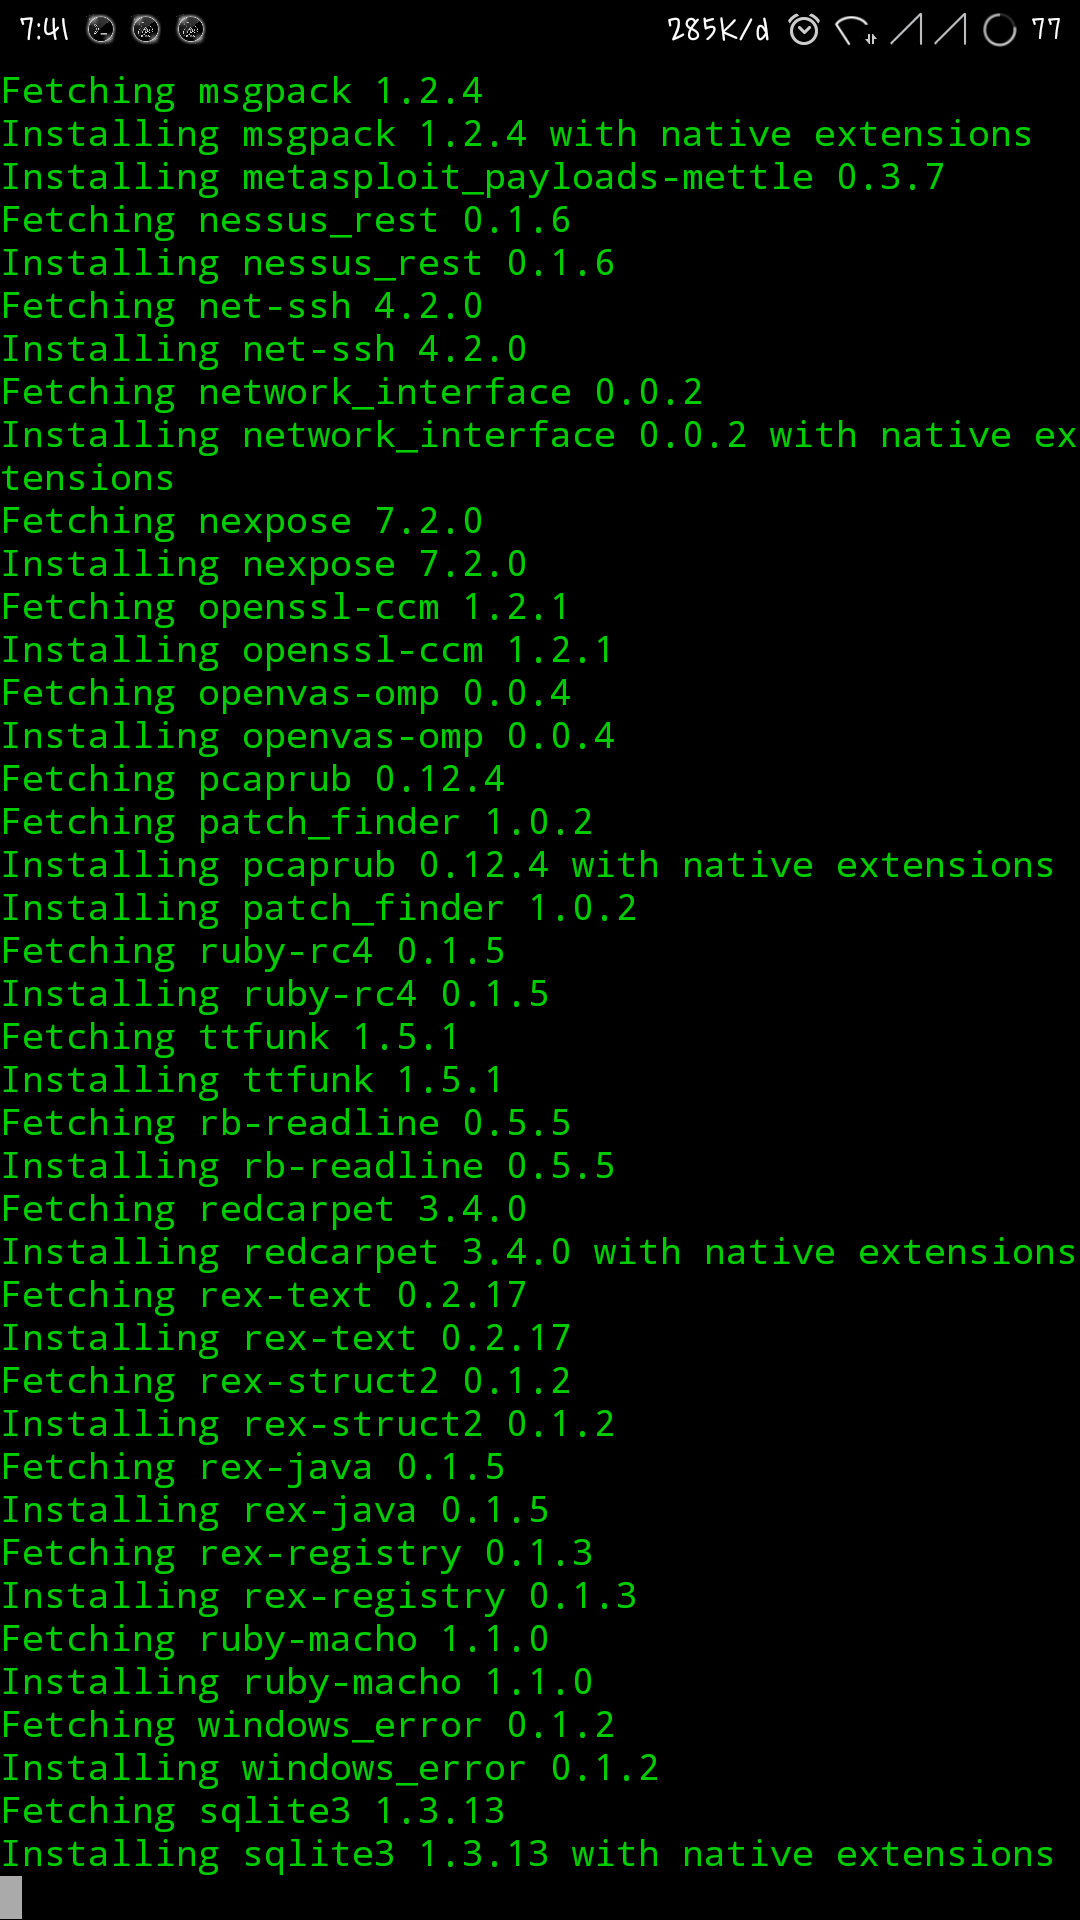 7:41 285K/d 77
Fetching msgpack 1.2.4
Installing msgpack 1.2.4 with native extensions
Installing metasploit_payloads-mettle 0.3.7
Fetching nessus_rest 0.1.6
Installing nessus_rest 0.1.6
Fetching net-ssh 4.2.0
Installing net-ssh 4.2.0
Fetching network_interface 0.0.2
Installing network_interface 0.0.2 with native ex
tensions
Fetching nexpose 7.2.0
Installing nexpose 7.2.0
Fetching openssl-ccm 1.2.1
Installing openssl-ccm 1.2.1
Fetching openvas-omp 0.0.4
Installing openvas-omp 0.0.4
Fetching pcaprub 0.12.4
Fetching patch_finder 1.0.2
Installing pcaprub 0.12.4 with native extensions
Installing patch_finder 1.0.2
Fetching ruby-rc4 0.1.5
Installing ruby-rc4 0.1.5
Fetching ttfunk 1.5.1
Installing ttfunk 1.5.1
Fetching rb-readline 0.5.5
Installing rb-readline 0.5.5
Fetching redcarpet 3.4.0
Installing redcarpet 3.4.0 with native extensions
Fetching rex-text 0.2.17
Installing rex-text 0.2.17
Fetching rex-struct2 0.1.2
Installing rex-struct2 0.1.2
Fetching rex-java 0.1.5
Installing rex-java 0.1.5
Fetching rex-registry 0.1.3
Installing rex-registry 0.1.3
Fetching ruby-macho 1.1.0
Installing ruby-macho 1.1.0
Fetching windows_error 0.1.2
Installing windows_error 0.1.2
Fetching sqlite3 1.3.13
Installing sqlite3 1.3.13 with native extensions